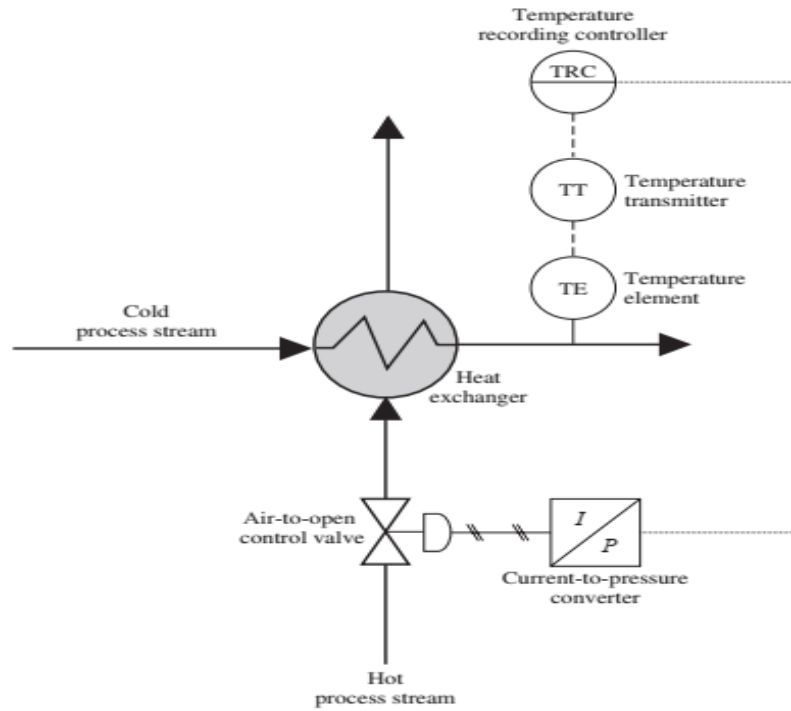 Temperature
recording controller
TRC
TT
Temperature
transmitter
TE
Temperature
element
Cold
process stream
Heat
exchanger
Air-to-open
control valve
I
P
Current-to-pressure
converter
Hot
process stream